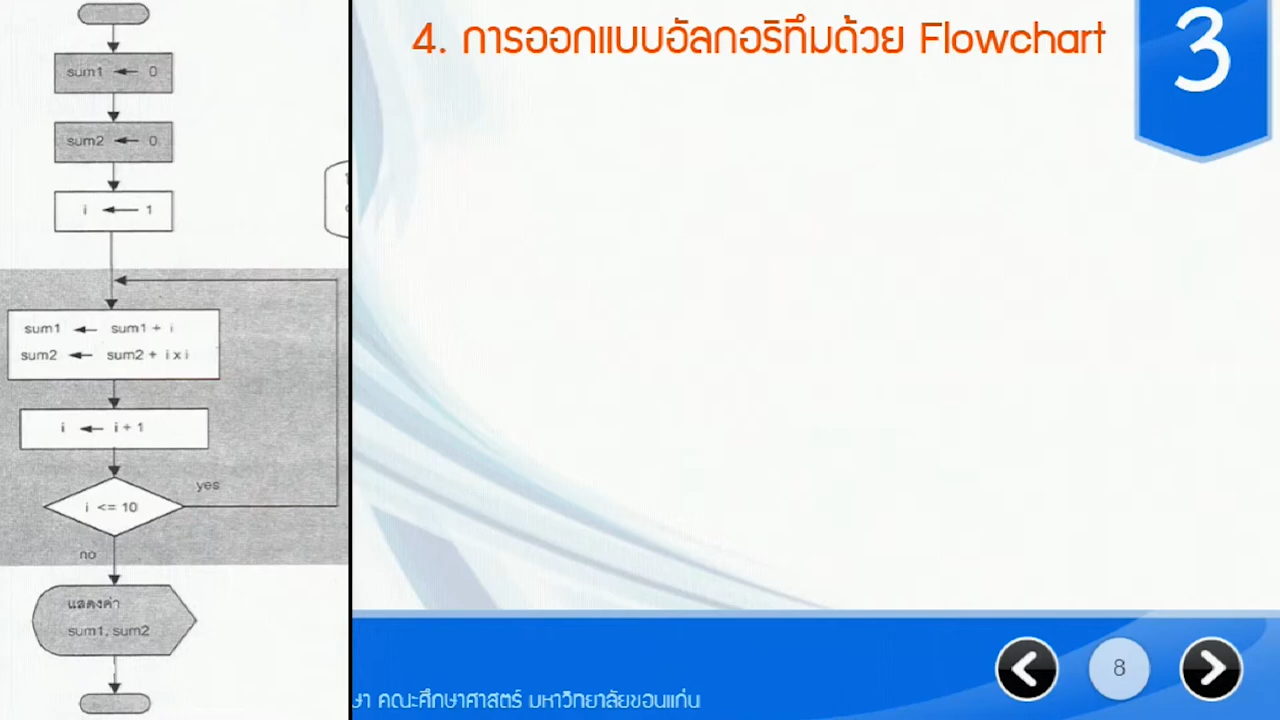 sum1 ← 0
sum2 ← 0
i ← 1
sum1 ← sum1 + i
sum2 ← sum2 + i x i
i ← i + 1
yes
i <= 10
no
แสดงค่า
sum1, sum2
4. การออกแบบอัลกอริทึมด้วย Flowchart
3
คณะศึกษาศาสตร์ มหาวิทยาลัยขอนแก่น
8